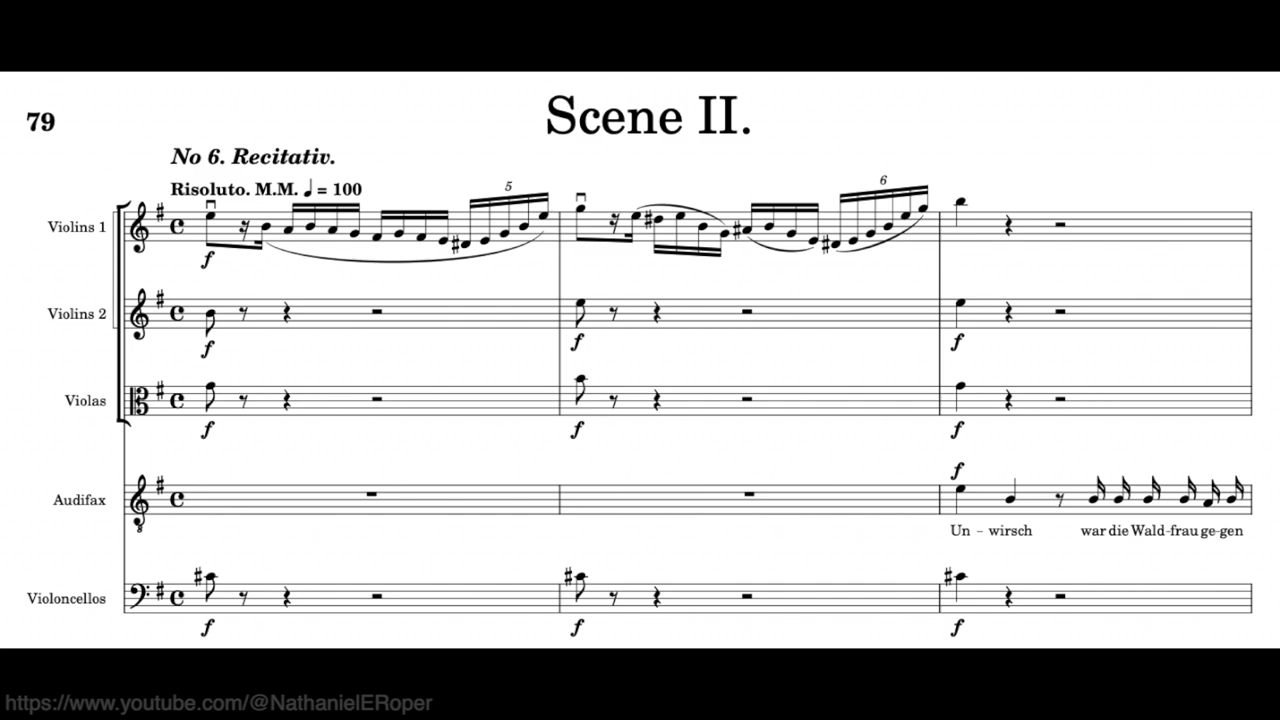 79
Scene II.
No 6. Recitativ.
Risoluto. M.M. ♩ = 100
5
6
Violins 1
f
Violins 2
f f f
Violas
f f f
f
Audifax
Un - wirsch war die Wald-frau ge-gen
Violoncellos
f f f
https://www.youtube.com/@NathanielERoper